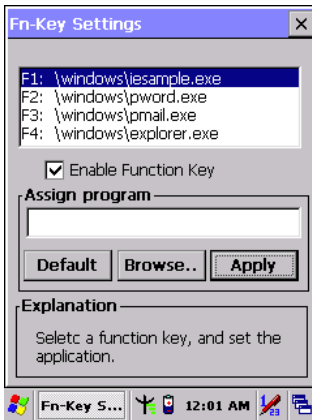 Fn-Key Settings
F1: \windows\iesample.exe
F2: \windows\pword.exe
F3: \windows\pmail.exe
F4: \windows\explorer.exe
Enable Function Key
Assign program
Default Browse.. Apply
Explanation
Seletc a function key, and set the
application.
Fn-Key S... 12:01 AM 1/23